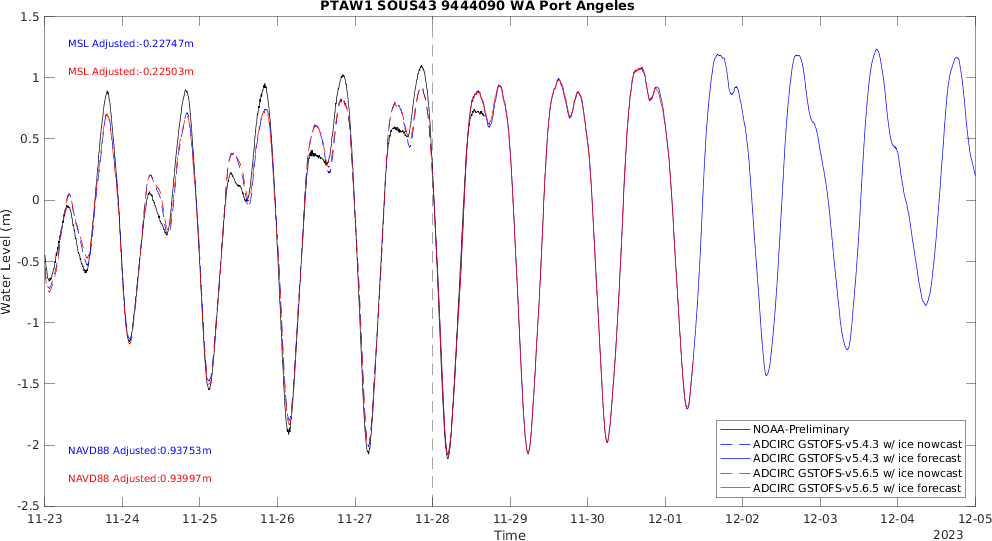 PTAW1 SOUS43 9444090 WA Port Angeles
1.5
MSL Adjusted:-0.22747m
MSL Adjusted:-0.22503m
1
0.5
0
-0.5
-1
-1.5
-2
-2.5
Water Level (m)
NAVD88 Adjusted:0.93753m
NAVD88 Adjusted:0.93997m
NOAA-Preliminary
ADCIRC GSTOFS-v5.4.3 w/ ice nowcast
ADCIRC GSTOFS-v5.4.3 w/ ice forecast
ADCIRC GSTOFS-v5.6.5 w/ ice nowcast
ADCIRC GSTOFS-v5.6.5 w/ ice forecast
11-23 11-24 11-25 11-26 11-27 11-28 11-29 11-30 12-01 12-02 12-03 12-04 12-05
Time
2023